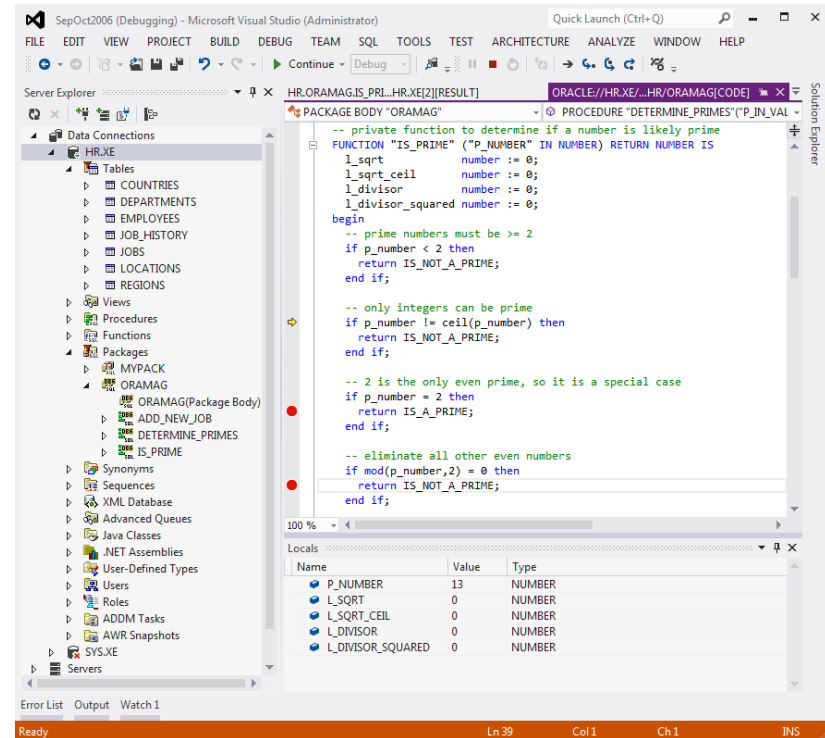 SepOct2006 (Debugging) - Microsoft Visual Studio (Administrator)
Quick Launch (Ctrl+Q)
FILE EDIT VIEW PROJECT BUILD DEBUG TEAM SQL TOOLS TEST ARCHITECTURE ANALYZE WINDOW HELP
Continue Debug
Server Explorer
Data Connections
HR.XE
Tables
COUNTRIES
DEPARTMENTS
EMPLOYEES
JOB_HISTORY
JOBS
LOCATIONS
REGIONS
Views
Procedures
Functions
Packages
MYPACK
ORAMAG
ORAMAG(Package Body)
ADD_NEW_JOB
DETERMINE_PRIMES
IS_PRIME
Synonyms
Sequences
XML Database
Advanced Queues
Java Classes
.NET Assemblies
User-Defined Types
Users
Roles
ADDM Tasks
AWR Snapshots
SYS.XE
Servers
HR.ORAMAG.IS_PRI...HR.XE[2][RESULT]
ORACLE://HR.XE/...HR/ORAMAG[CODE]
PACKAGE BODY "ORAMAG"
PROCEDURE "DETERMINE_PRIMES"("P_IN_VAL
-- private function to determine if a number is likely prime
FUNCTION "IS_PRIME" ("P_NUMBER" IN NUMBER) RETURN NUMBER IS
l_sqrt number := 0;
l_sqrt_ceil number := 0;
l_divisor number := 0;
l_divisor_squared number := 0;
begin
-- prime numbers must be >= 2
if p_number < 2 then
return IS_NOT_A_PRIME;
end if;
-- only integers can be prime
if p_number != ceil(p_number) then
return IS_NOT_A_PRIME;
end if;
-- 2 is the only even prime, so it is a special case
if p_number = 2 then
return IS_A_PRIME;
end if;
-- eliminate all other even numbers
if mod(p_number,2) = 0 then
return IS_NOT_A_PRIME;
end if;
100 %
Locals
Name Value Type
P_NUMBER 13 NUMBER
L_SQRT 0 NUMBER
L_SQRT_CEIL 0 NUMBER
L_DIVISOR 0 NUMBER
L_DIVISOR_SQUARED 0 NUMBER
Solution Explorer
Error List Output Watch 1
Ready Ln 39 Col 1 Ch 1 INS